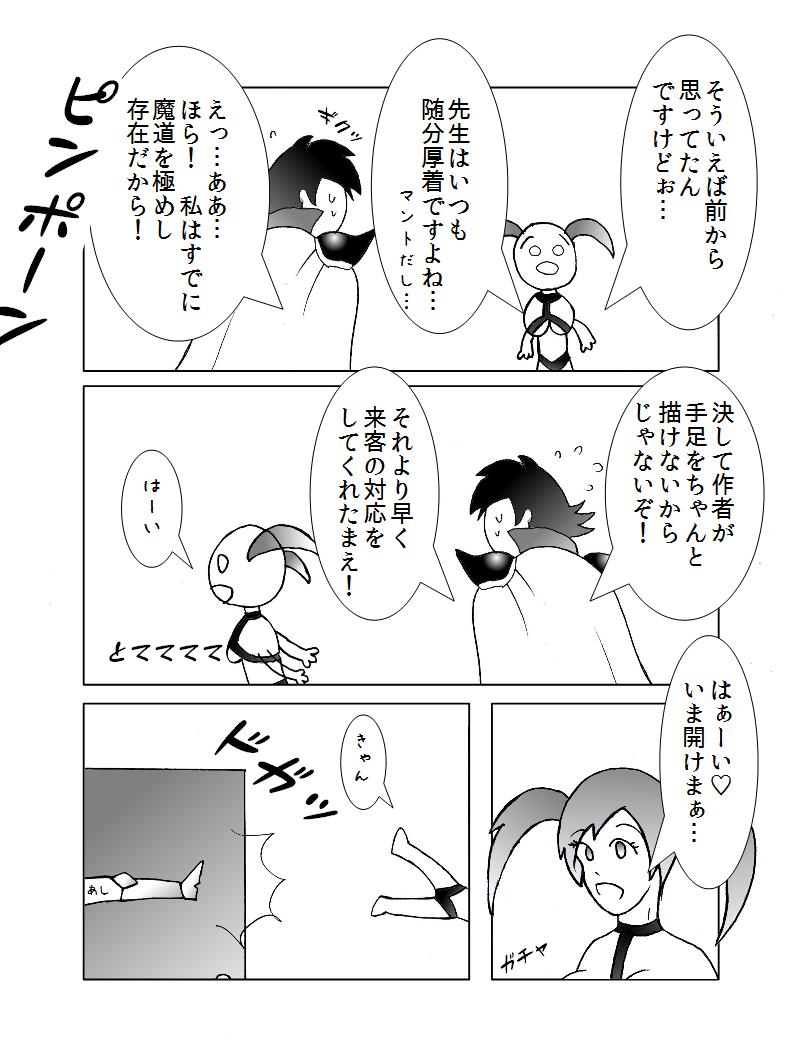 そういえば前から
思ってたん
ですけどぉ…
先生はいつも
随分厚着ですよね…
マントだし…
ギクッ
えっ…ああ…
ほら！　私はすでに
魔道を極めし
存在だから！
ピンポーン
決して作者が
手足をちゃんと
描けないから
じゃないぞ！
それより早く
来客の対応を
してくれたまえ！
はーい
とててててて
はぁーい♡
いま開けまぁ…
ガチャ
きゃん
ドガッ
あし